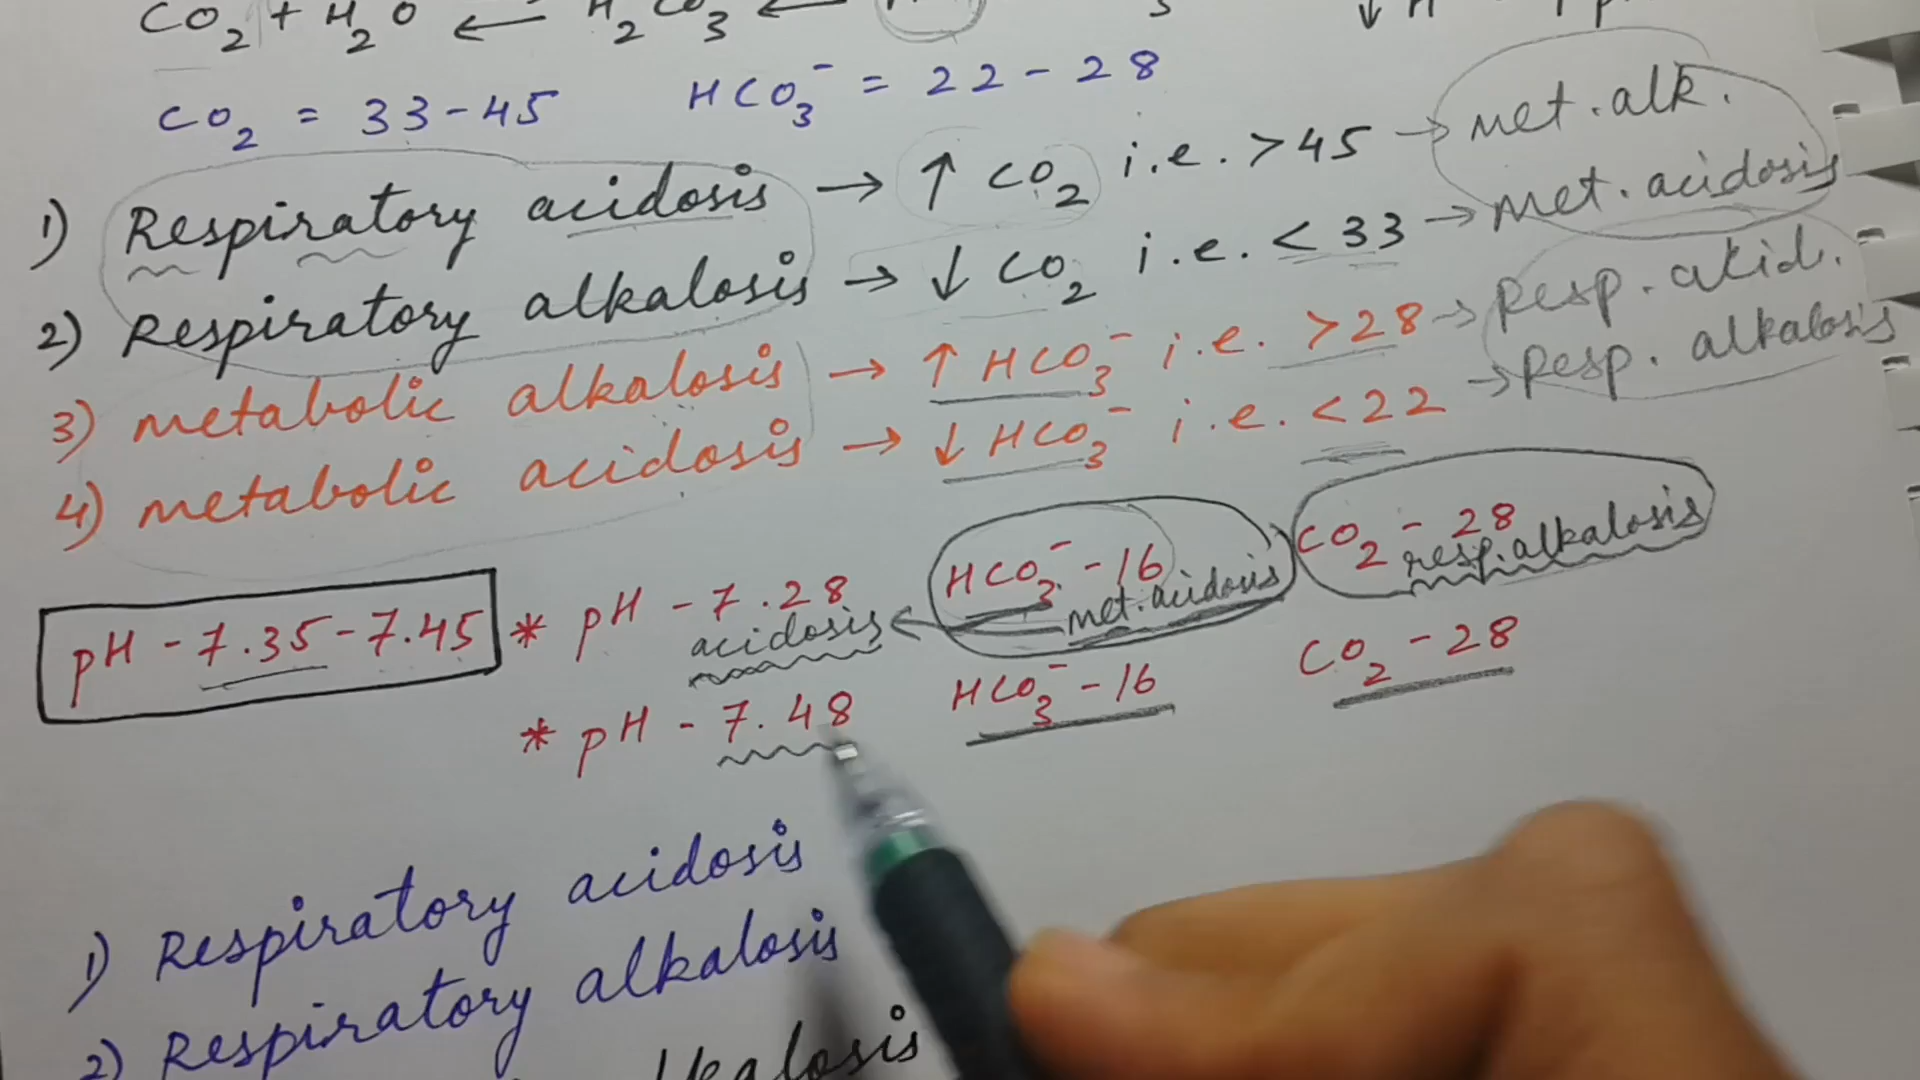 CO₂ + H₂O ← H₂CO₃ ←
CO₂ = 33-45 HCO₃⁻ = 22-28
1) Respiratory acidosis → ↑ CO₂ i.e. >45 → met. alk.
2) Respiratory alkalosis → ↓ CO₂ i.e. <33 → met. acidosis
3) metabolic alkalosis → ↑ HCO₃⁻ i.e. >28 → Resp. acid.
4) metabolic acidosis → ↓ HCO₃⁻ i.e. <22 → Resp. alkalosis
pH - 7.35-7.45 * pH - 7.28 HCO₃⁻ - 16 CO₂ - 28
acidosis ← met. acidosis resp. alkalosis
* pH - 7.48 HCO₃⁻ - 16 CO₂ - 28
1) Respiratory acidosis
2) Respiratory alkalosis
alkalosis